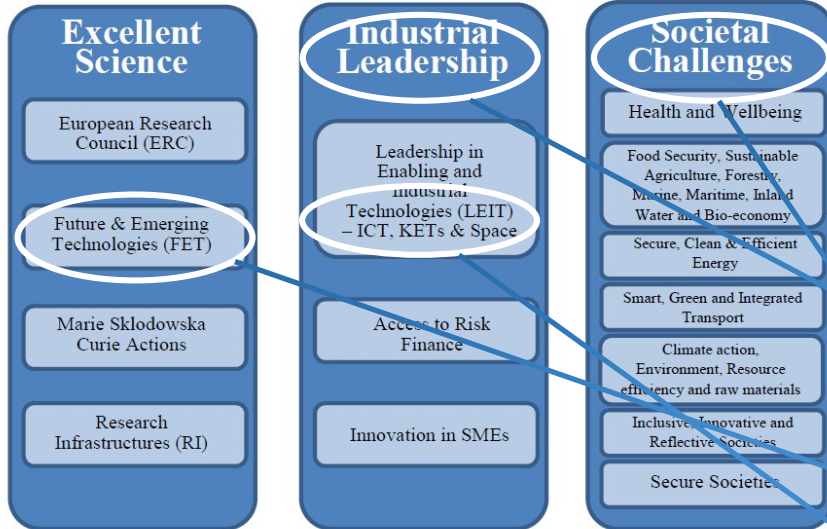 Excellent
Science
European Research
Council (ERC)
Future & Emerging
Technologies (FET)
Marie Sklodowska
Curie Actions
Research
Infrastructures (RI)
Industrial
Leadership
Leadership in
Enabling and
Industrial
Technologies (LEIT)
– ICT, KETs & Space
Access to Risk
Finance
Innovation in SMEs
Societal
Challenges
Health and Wellbeing
Food Security, Sustainable
Agriculture, Forestry,
Marine, Maritime, Inland
Water and Bio-economy
Secure, Clean & Efficient
Energy
Smart, Green and Integrated
Transport
Climate action,
Environment, Resource
efficiency and raw materials
Inclusive, Innovative and
Reflective Societies
Secure Societies